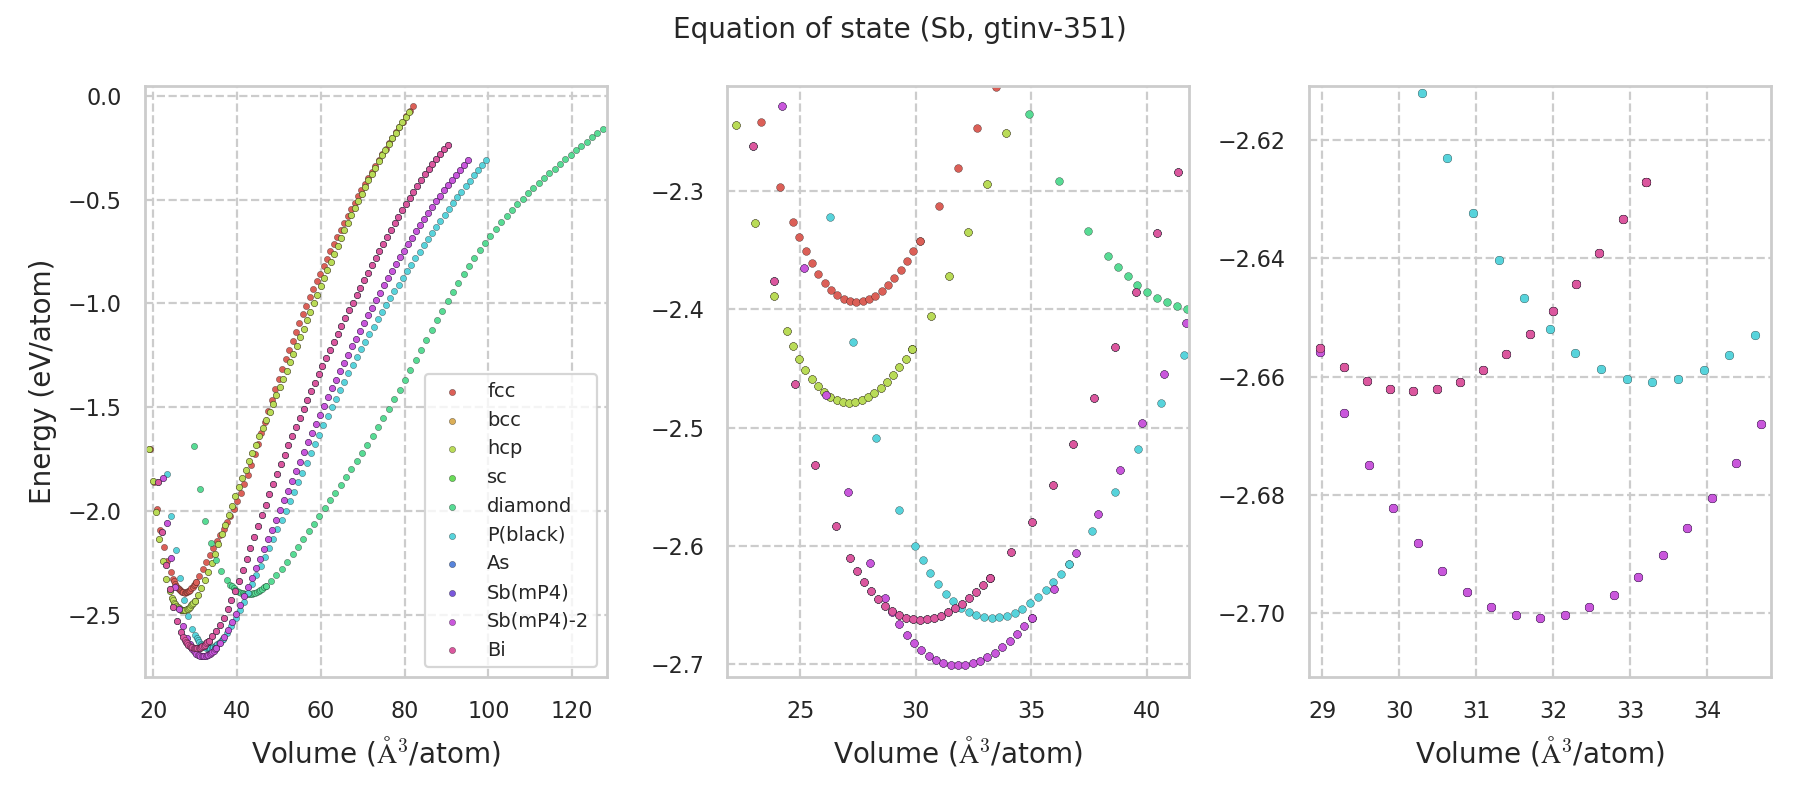 Equation of state (Sb, gtinv-351)
Energy (eV/atom)
0.0
−0.5
−1.0
−1.5
−2.0
−2.5
20 40 60 80 100 120
Volume (Å³/atom)
fcc
bcc
hcp
sc
diamond
P(black)
As
Sb(mP4)
Sb(mP4)-2
Bi
−2.3
−2.4
−2.5
−2.6
−2.7
25 30 35 40
Volume (Å³/atom)
−2.62
−2.64
−2.66
−2.68
−2.70
29 30 31 32 33 34
Volume (Å³/atom)